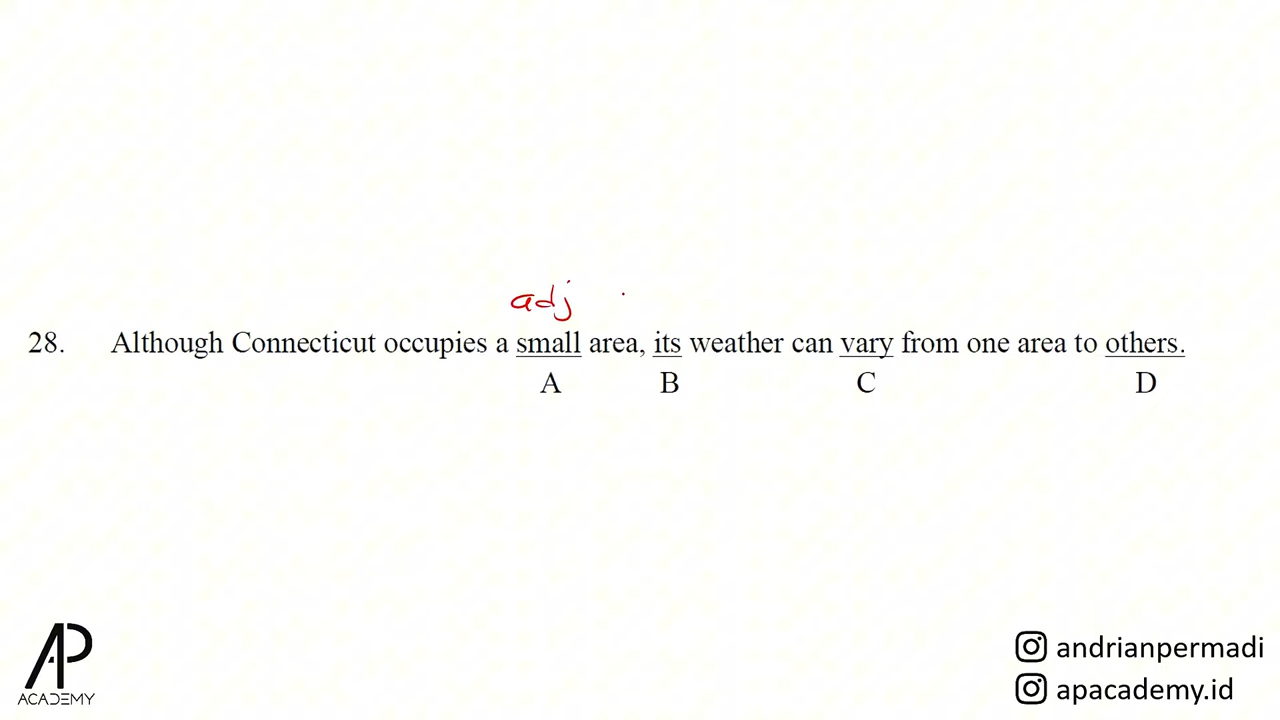 adj
28. Although Connecticut occupies a small area, its weather can vary from one area to others.
A B C D
AP
ACADEMY
andrianpermadi
apacademy.id